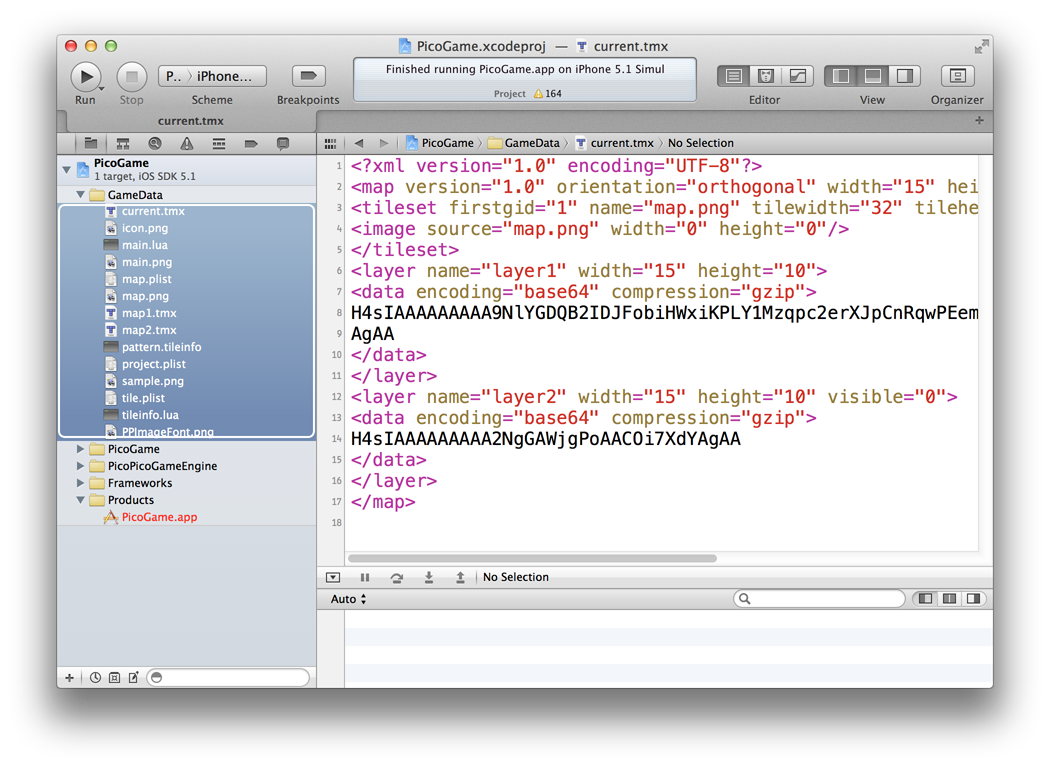 PicoGame.xcodeproj — current.tmx
Run
Stop
P.. 〉 iPhone...
Scheme
Breakpoints
Finished running PicoGame.app on iPhone 5.1 Simul
Project 164
Editor
View
Organizer
current.tmx
PicoGame 〉 GameData 〉 current.tmx 〉 No Selection
PicoGame
1 target, iOS SDK 5.1
GameData
current.tmx
icon.png
main.lua
main.png
map.plist
map.png
map1.tmx
map2.tmx
pattern.tileinfo
project.plist
sample.png
tile.plist
tileinfo.lua
PPImageFont.png
PicoGame
PicoPicoGameEngine
Frameworks
Products
PicoGame.app
1 <?xml version="1.0" encoding="UTF-8"?>
2 <map version="1.0" orientation="orthogonal" width="15" hei
3 <tileset firstgid="1" name="map.png" tilewidth="32" tilehe
4 <image source="map.png" width="0" height="0"/>
5 </tileset>
6 <layer name="layer1" width="15" height="10">
7 <data encoding="base64" compression="gzip">
8 H4sIAAAAAAAAA9NlYGDQB2IDJFobiHWxiKPLY1Mzqpc2erXJpCnRqwPEem
9 AgAA
10 </data>
11 </layer>
12 <layer name="layer2" width="15" height="10" visible="0">
13 <data encoding="base64" compression="gzip">
14 H4sIAAAAAAAAA2NgGAWjgPoAACOi7XdYAgAA
15 </data>
16 </layer>
17 </map>
18
No Selection
Auto